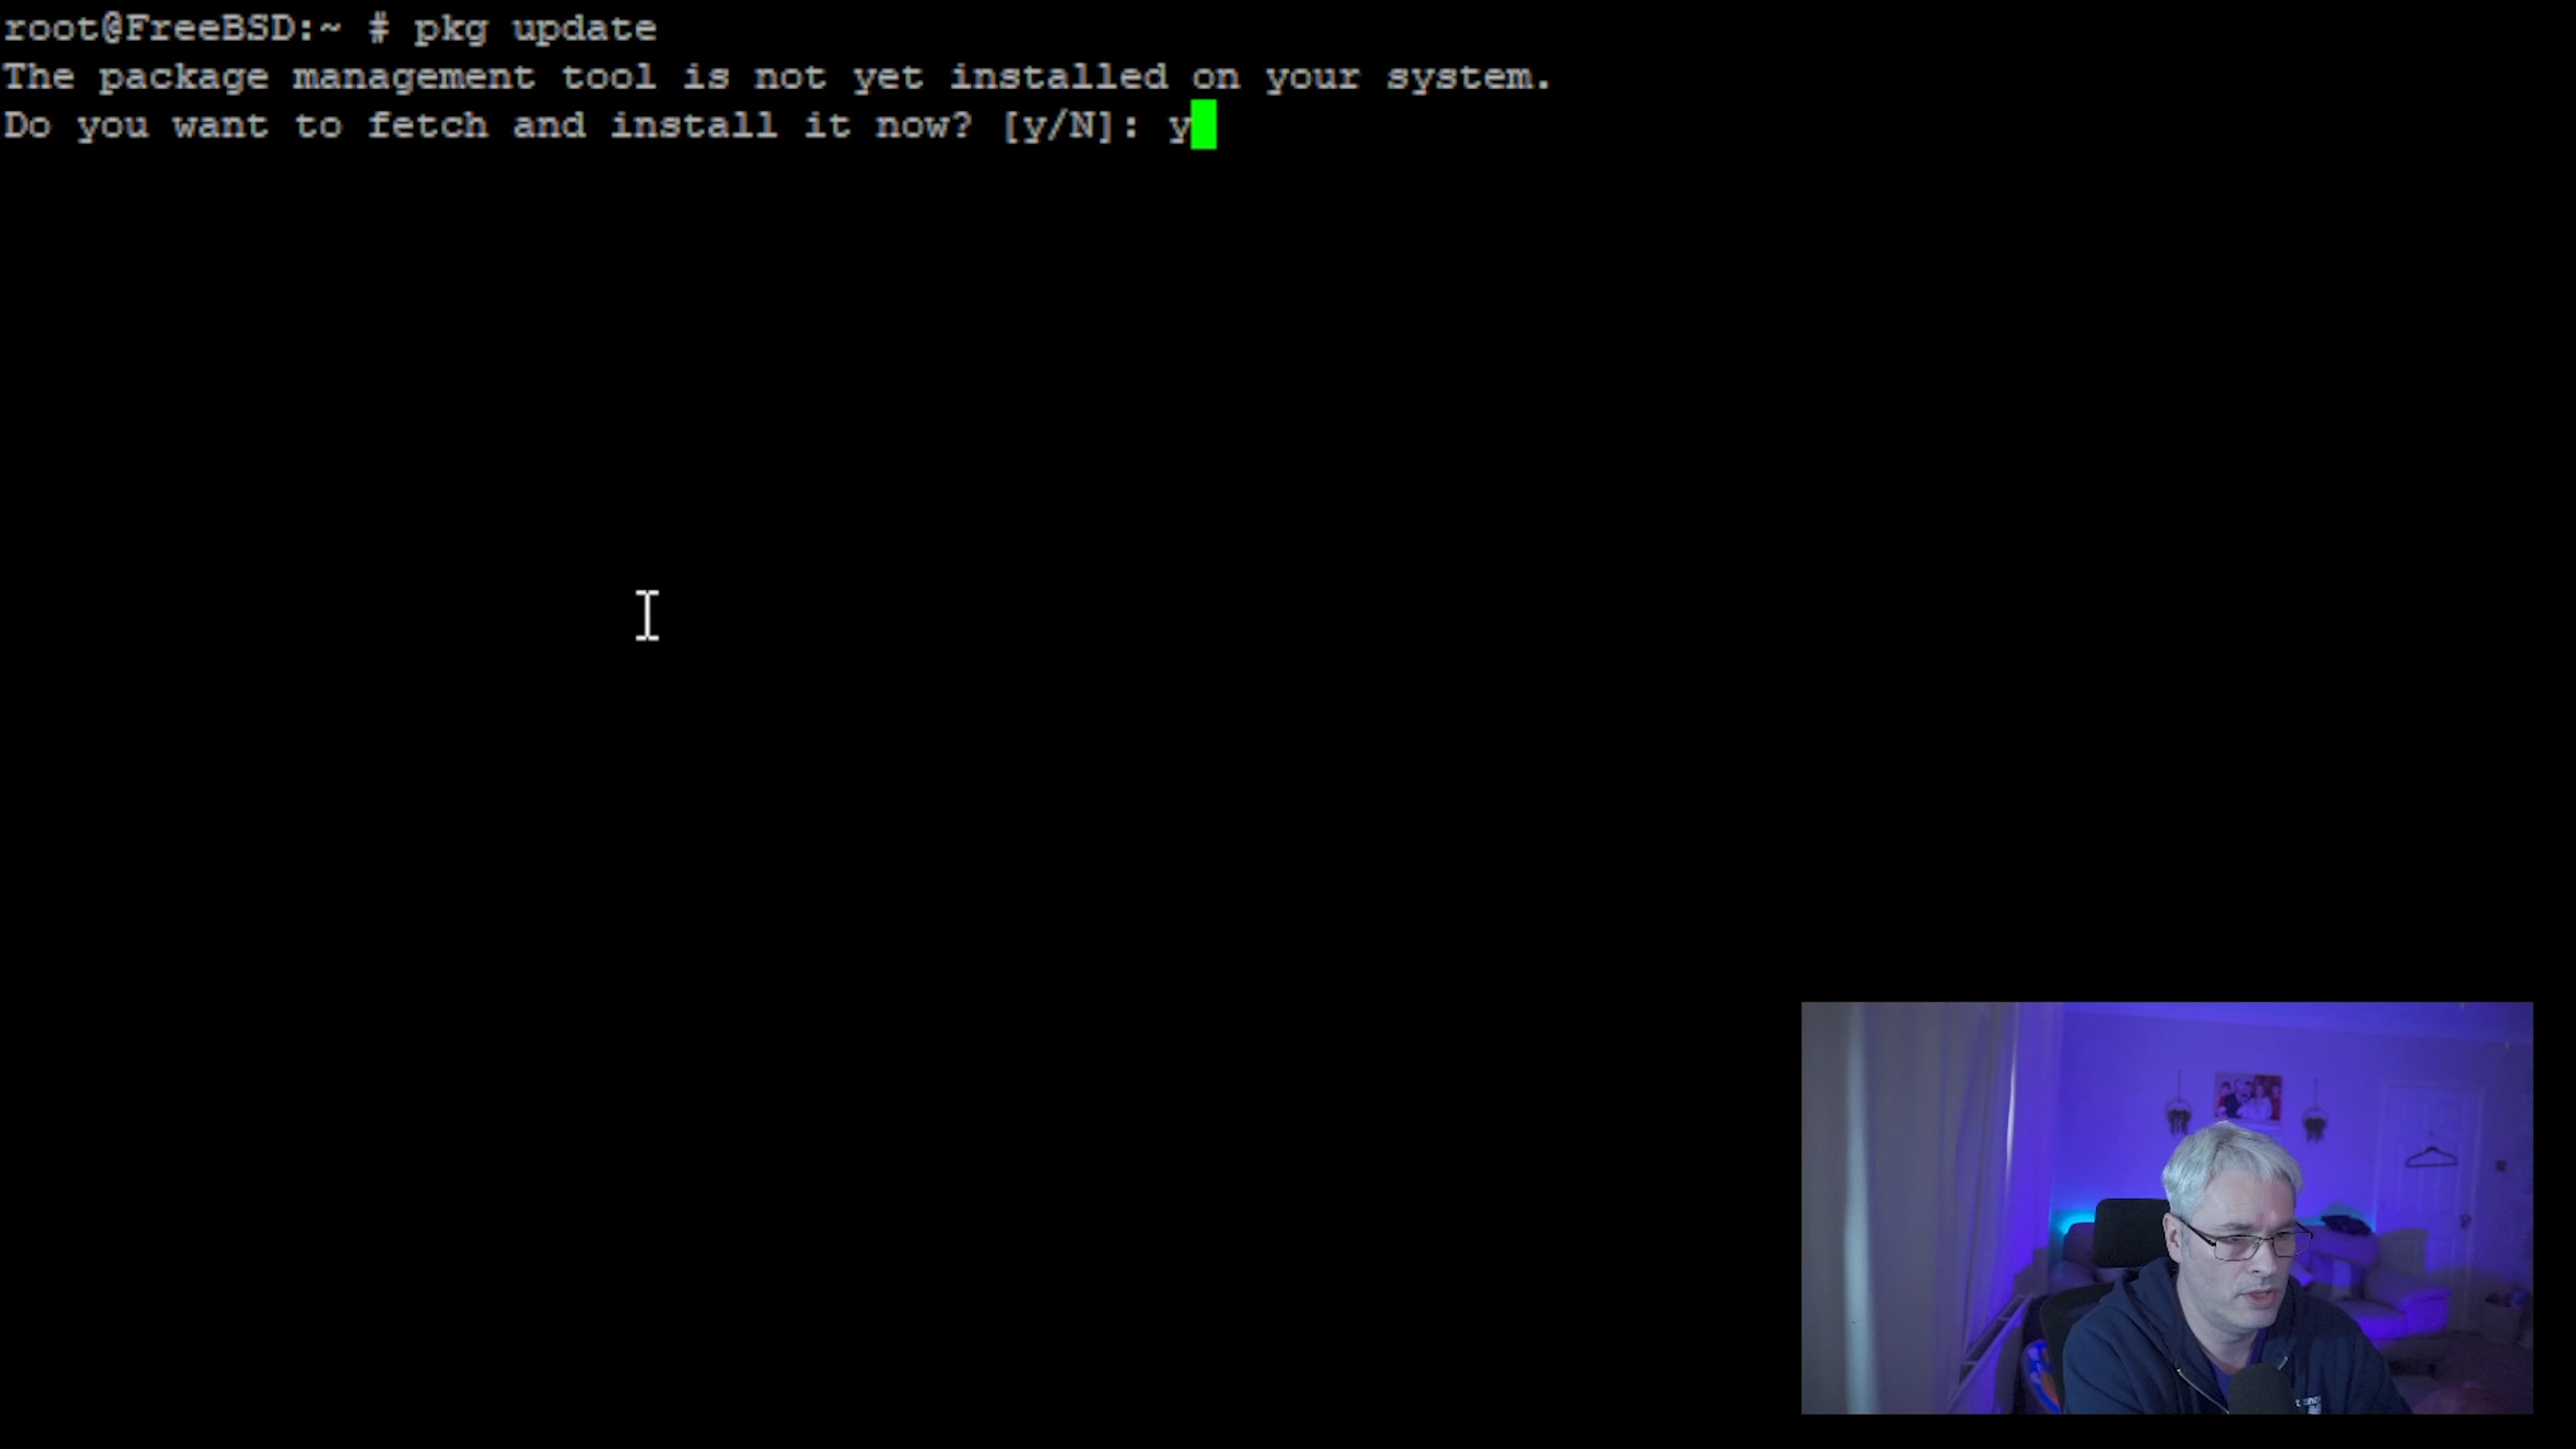 root@FreeBSD:~ # pkg update
The package management tool is not yet installed on your system.
Do you want to fetch and install it now? [y/N]: y